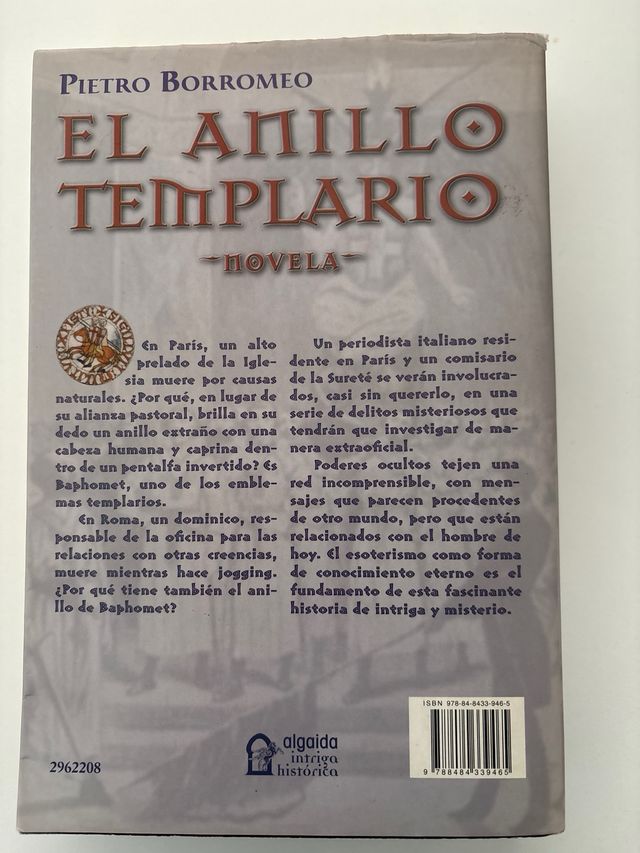 PIETRO BORROMEO
EL ANILLO
TEMPLARIO
-NOVELA-
En París, un alto
prelado de la Igle-
sia muere por causas
naturales. ¿Por qué, en lugar de
su alianza pastoral, brilla en su
dedo un anillo extraño con una
cabeza humana y caprina den-
tro de un pentalfa invertido? Es
Baphomet, uno de los emble-
mas templarios.
En Roma, un dominico, res-
ponsable de la oficina para las
relaciones con otras creencias,
muere mientras hace jogging.
¿Por qué tiene también el ani-
llo de Baphomet?
Un periodista italiano resi-
dente en París y un comisario
de la Sureté se verán involucra-
dos, casi sin quererlo, en una
serie de delitos misteriosos que
tendrán que investigar de ma-
nera extraoficial.
Poderes ocultos tejen una
red incomprensible, con men-
sajes que parecen procedentes
de otro mundo, pero que están
relacionados con el hombre de
hoy. El esoterismo como forma
de conocimiento eterno es el
fundamento de esta fascinante
historia de intriga y misterio.
2962208
algaida
intriga
histórica
ISBN 978-84-8433-946-5
9 788484 339465